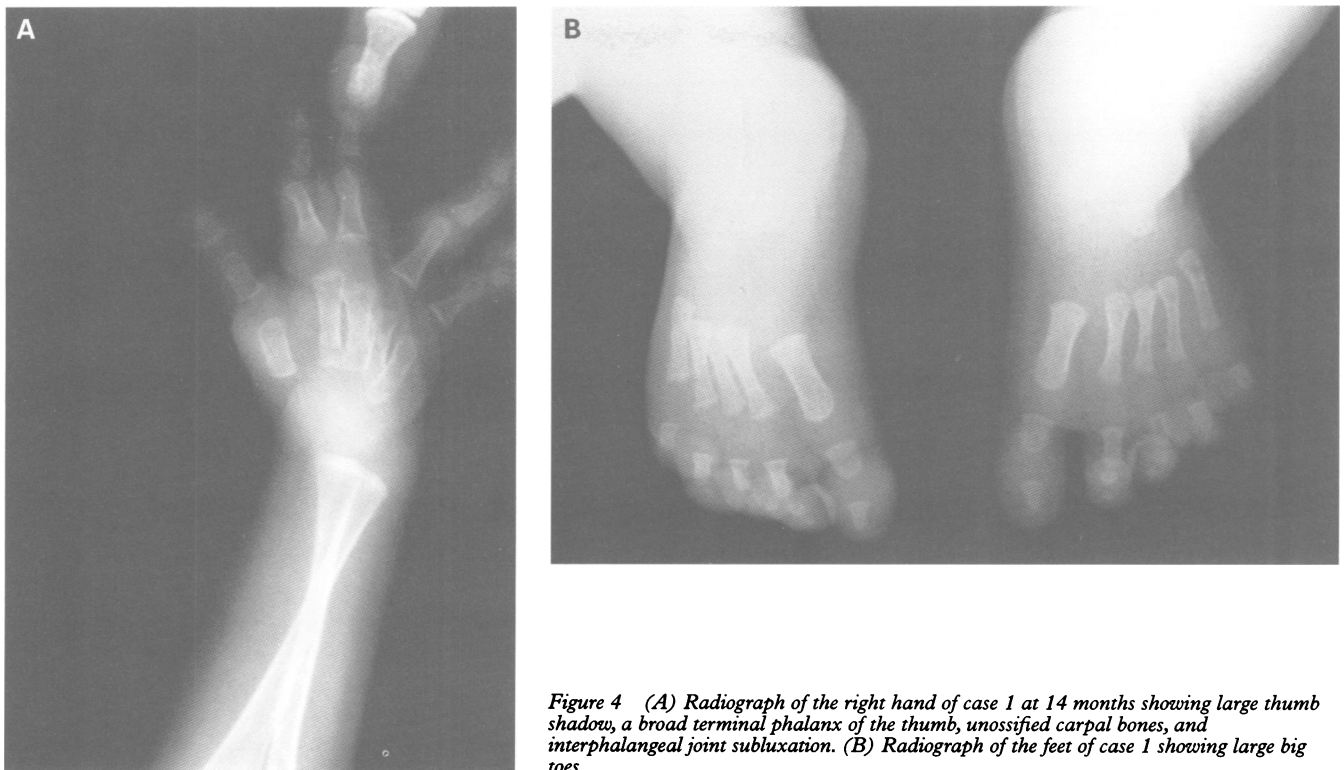 A
B
Figure 4 (A) Radiograph of the right hand of case 1 at 14 months showing large thumb
shadow, a broad terminal phalanx of the thumb, unossified carpal bones, and
interphalangeal joint subluxation. (B) Radiograph of the feet of case 1 showing large big
toes